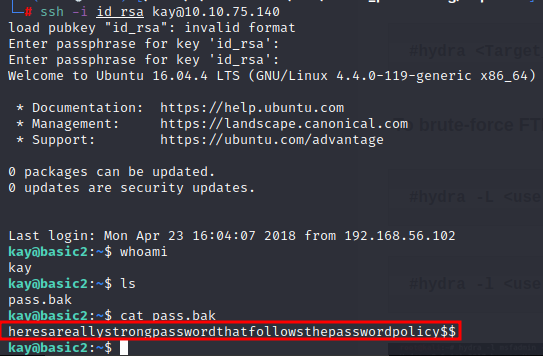 # ssh -i id_rsa kay@10.10.75.140
load pubkey "id_rsa": invalid format
Enter passphrase for key 'id_rsa':
Enter passphrase for key 'id_rsa':
Welcome to Ubuntu 16.04.4 LTS (GNU/Linux 4.4.0-119-generic x86_64)
* Documentation: https://help.ubuntu.com
* Management: https://landscape.canonical.com
* Support: https://ubuntu.com/advantage
0 packages can be updated.
0 updates are security updates.
Last login: Mon Apr 23 16:04:07 2018 from 192.168.56.102
kay@basic2:~$ whoami
kay
kay@basic2:~$ ls
pass.bak
kay@basic2:~$ cat pass.bak
heresareallystrongpasswordthatfollowsthepasswordpolicy$$
kay@basic2:~$
#hydra <Target
brute-force FT
#hydra -L <use
#hydra -l <use